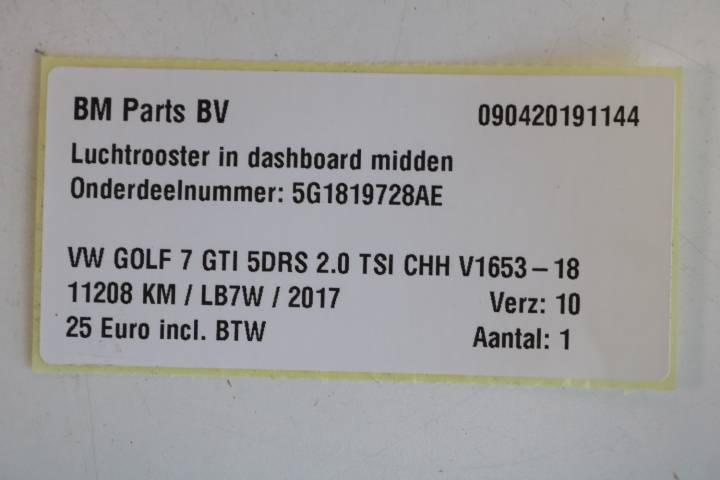 BM Parts BV 090420191144
Luchtrooster in dashboard midden
Onderdeelnummer: 5G1819728AE
VW GOLF 7 GTI 5DRS 2.0 TSI CHH V1653-18
11208 KM / LB7W / 2017 Verz: 10
25 Euro incl. BTW Aantal: 1